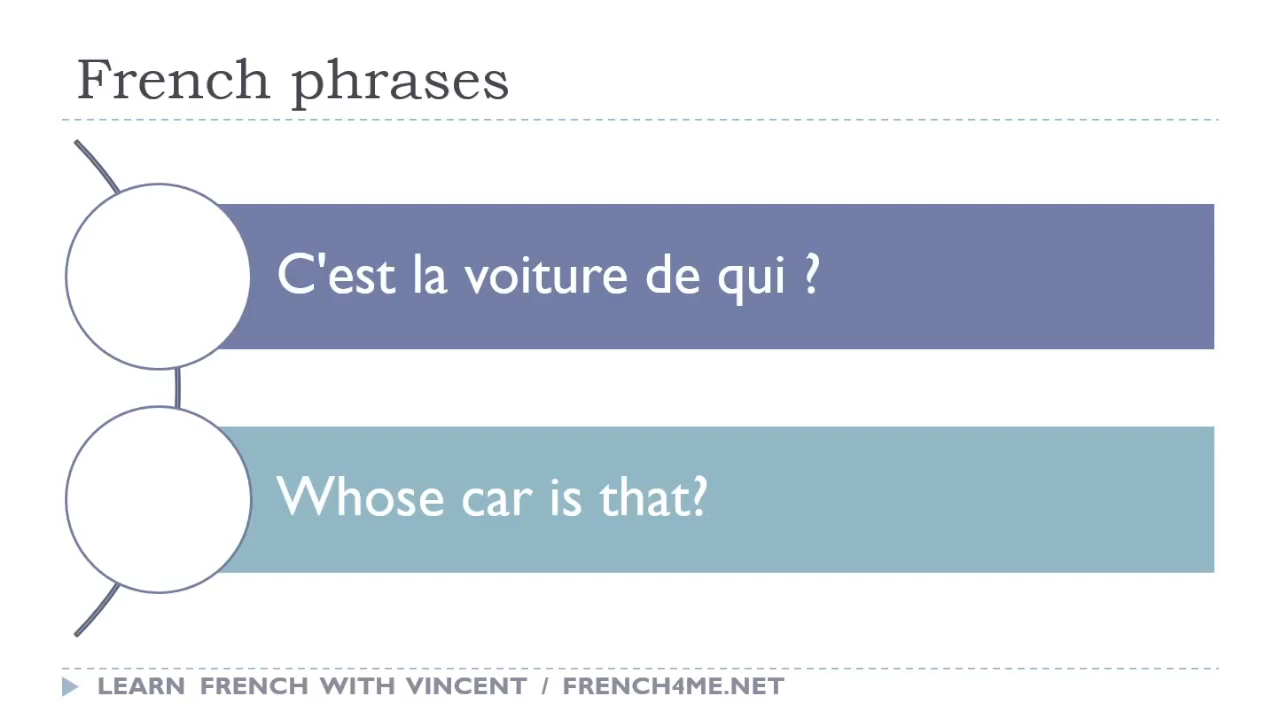 French phrases
C'est la voiture de qui ?
Whose car is that?
LEARN FRENCH WITH VINCENT / FRENCH4ME.NET